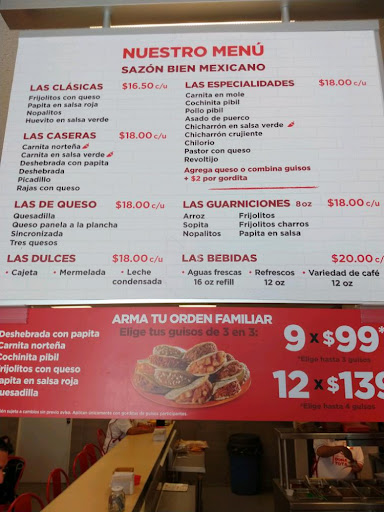 NUESTRO MENÚ
SAZÓN BIEN MEXICANO
LAS CLÁSICAS $16.50 c/u
Frijolitos con queso
Papita en salsa roja
Nopalitos
Huevito en salsa verde
LAS CASERAS $18.00 c/u
Carnita norteña
Carnita en salsa verde
Deshebrada con papita
Deshebrada
Picadillo
Rajas con queso
LAS DE QUESO $18.00 c/u
Quesadilla
Queso panela a la plancha
Sincronizada
Tres quesos
LAS DULCES $18.00 c/u
• Cajeta • Mermelada • Leche condensada
LAS ESPECIALIDADES $18.00 c/u
Carnita en mole
Cochinita pibil
Pollo pibil
Asado de puerco
Chicharrón en salsa verde
Chicharrón crujiente
Chilorio
Pastor con queso
Revoltijo
Agrega queso o combina guisos
+ $2 por gordita
LAS GUARNICIONES 8 oz $18.00 c/u
Arroz Frijolitos
Sopita Frijolitos charros
Nopalitos Papita en salsa
LAS BEBIDAS $20.00 c/
• Aguas frescas 16 oz refill • Refrescos 12 oz • Variedad de café 12 oz
ARMA TU ORDEN FAMILIAR
Elige tus guisos de 3 en 3:
Deshebrada con papita
Carnita norteña
Cochinita pibil
Frijolitos con queso
Papita en salsa roja
Quesadilla
9 x $99*
*Elige hasta 3 guisos
12 x $139
*Elige hasta 4 guisos